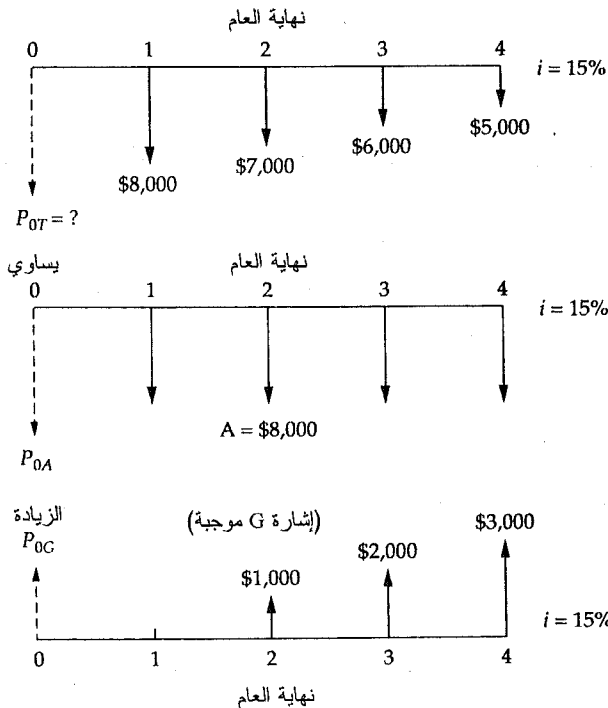 نهاية العام
0 1 2 3 4 i = 15%
$8,000 $7,000 $6,000 $5,000
P0T = ?
يساوي نهاية العام
0 1 2 3 4 i = 15%
A = $8,000
P0A
الزيادة (إشارة G موجبة) $3,000
P0G $2,000
$1,000
i = 15%
0 1 2 3 4
نهاية العام